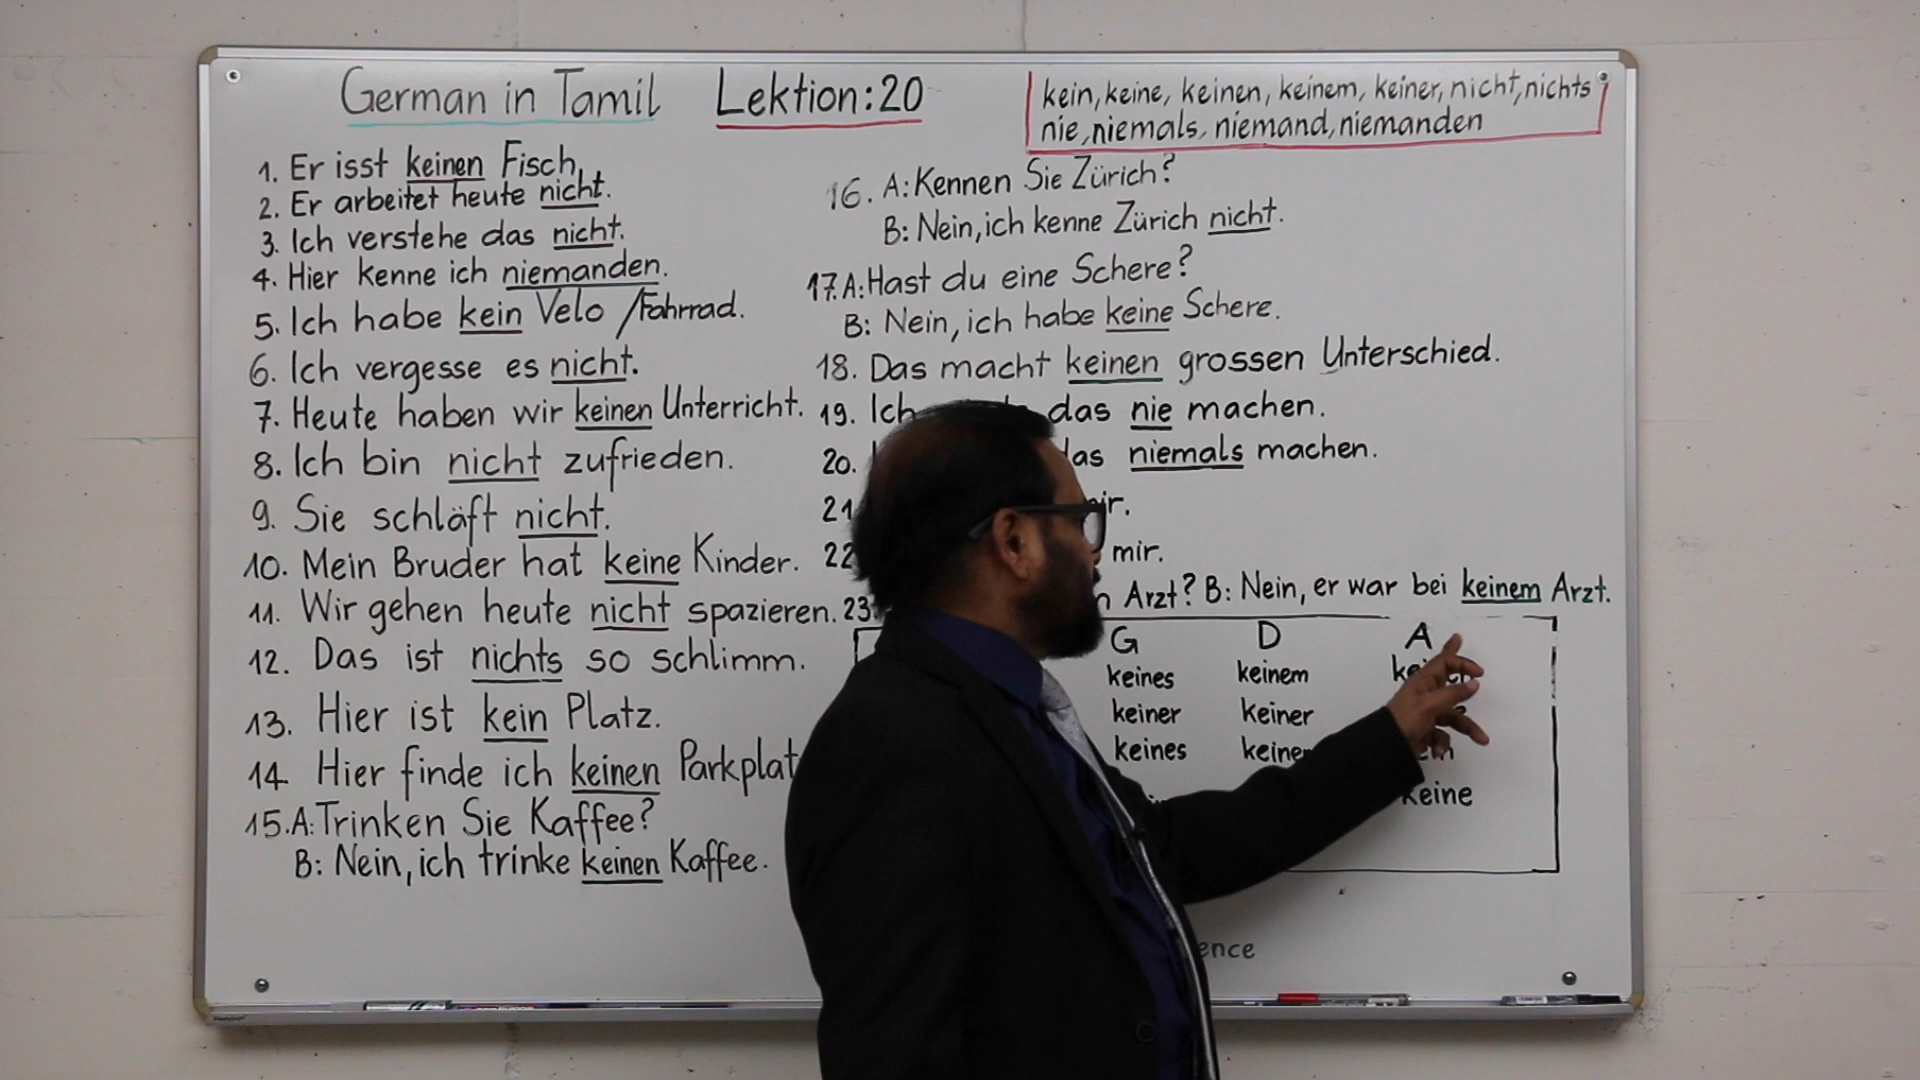 German in Tamil Lektion:20
kein, keine, keinen, keinem, keiner, nicht, nichts
nie, niemals, niemand, niemanden
1. Er isst keinen Fisch.
2. Er arbeitet heute nicht.
3. Ich verstehe das nicht.
4. Hier kenne ich niemanden.
5. Ich habe kein Velo /Fahrrad.
6. Ich vergesse es nicht.
7. Heute haben wir keinen Unterricht.
8. Ich bin nicht zufrieden.
9. Sie schläft nicht.
10. Mein Bruder hat keine Kinder.
11. Wir gehen heute nicht spazieren.
12. Das ist nichts so schlimm.
13. Hier ist kein Platz.
14 Hier finde ich keinen
15. A: Trinken Sie Kaffee?
B: Nein, ich trinke keinen Kaffee.
16. A: Kennen Sie Zürich?
B: Nein, ich kenne Zürich nicht.
17. A: Hast du eine Schere?
B: Nein, ich habe keine Schere.
18. Das macht keinen grossen Unterschied.
19. Ich das nie machen.
20. niemals machen.
21
22 mir.
23 Arzt? B: Nein, er war bei keinem Arzt.
G D A
keines keinem
keiner keiner
keines
keine